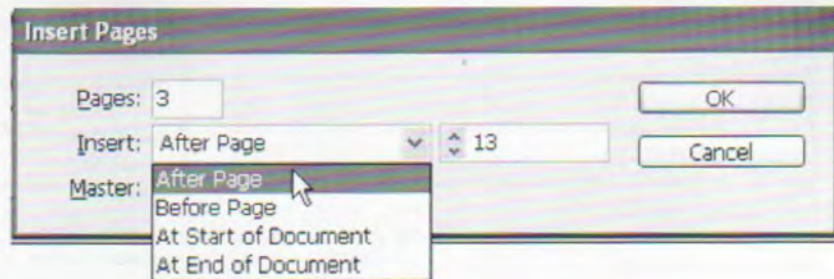 Insert Pages
Pages: 3
OK
Insert: After Page 13
Cancel
Master: After Page
Before Page
At Start of Document
At End of Document